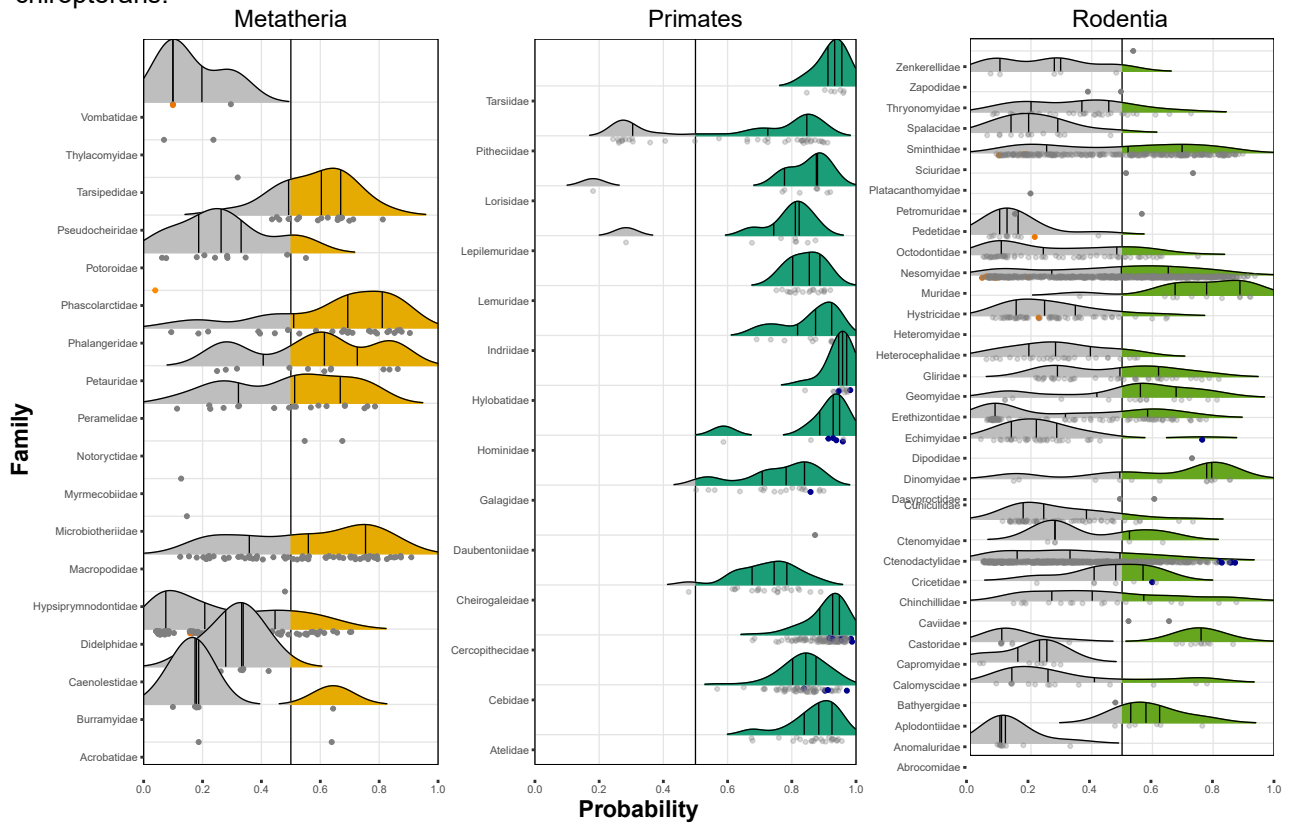 chiropterans.
Metatheria
Primates
Rodentia
Family
Vombatidae
Thylacomyidae
Tarsipedidae
Pseudocheiridae
Potoroidae
Phascolarctidae
Phalangeridae
Petauridae
Peramelidae
Notoryctidae
Myrmecobiidae
Microbiotheriidae
Macropodidae
Hypsiprymnodontidae
Didelphidae
Caenolestidae
Burramyidae
Acrobatidae
0.0 0.2 0.4 0.6 0.8 1.0
Tarsiidae
Pitheciidae
Lorisidae
Lepilemuridae
Lemuridae
Indriidae
Hylobatidae
Hominidae
Galagidae
Daubentoniidae
Cheirogaleidae
Cercopithecidae
Cebidae
Atelidae
0.0 0.2 0.4 0.6 0.8 1.0
Zenkerellidae
Zapodidae
Thryonomyidae
Spalacidae
Sminthidae
Sciuridae
Platacanthomyidae
Petromuridae
Pedetidae
Octodontidae
Nesomyidae
Muridae
Hystricidae
Heteromyidae
Heterocephalidae
Gliridae
Geomyidae
Erethizontidae
Echimyidae
Dipodidae
Dinomyidae
Dasyproctidae
Cuniculidae
Ctenomyidae
Ctenodactylidae
Cricetidae
Chinchillidae
Caviidae
Castoridae
Capromyidae
Calomyscidae
Bathyergidae
Aplodontiidae
Anomaluridae
Abrocomidae
0.0 0.2 0.4 0.6 0.8 1.0
Probability